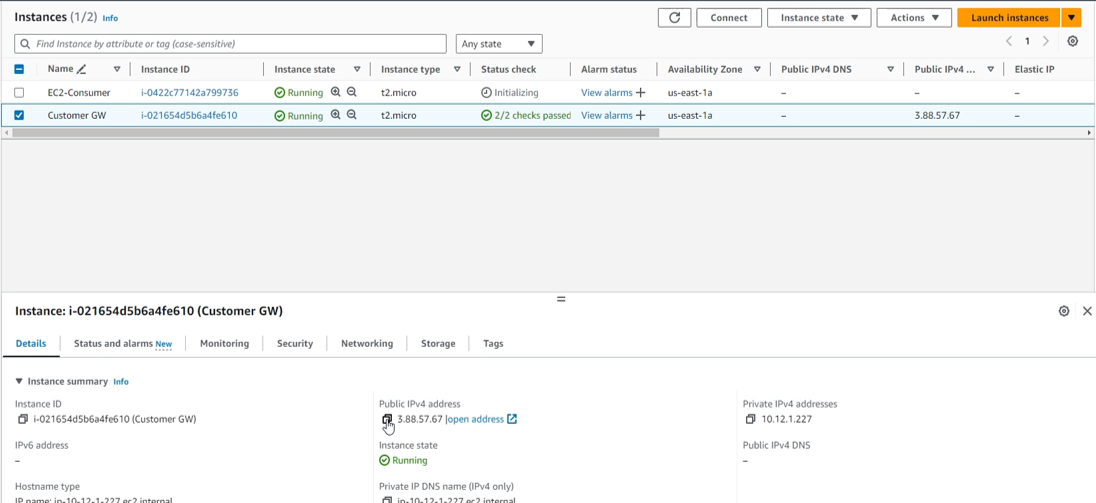 Instances (1/2) Info
Connect Instance state Actions Launch instances
Find Instance by attribute or tag (case-sensitive) Any state 1
Name Instance ID Instance state Instance type Status check Alarm status Availability Zone Public IPv4 DNS Public IPv4 ... Elastic IP
EC2-Consumer i-0422c77142a799736 Running t2.micro Initializing View alarms + us-east-1a – – –
Customer GW i-021654d5b6a4fe610 Running t2.micro 2/2 checks passed View alarms + us-east-1a – 3.88.57.67 –
Instance: i-021654d5b6a4fe610 (Customer GW)
Details Status and alarms New Monitoring Security Networking Storage Tags
Instance summary Info
Instance ID Public IPv4 address Private IPv4 addresses
i-021654d5b6a4fe610 (Customer GW) 3.88.57.67 |open address 10.12.1.227
IPv6 address Instance state Public IPv4 DNS
– Running –
Hostname type Private IP DNS name (IPv4 only)
IP name: ip-10-12-1-227.ec2.internal ip-10-12-1-227.ec2.internal